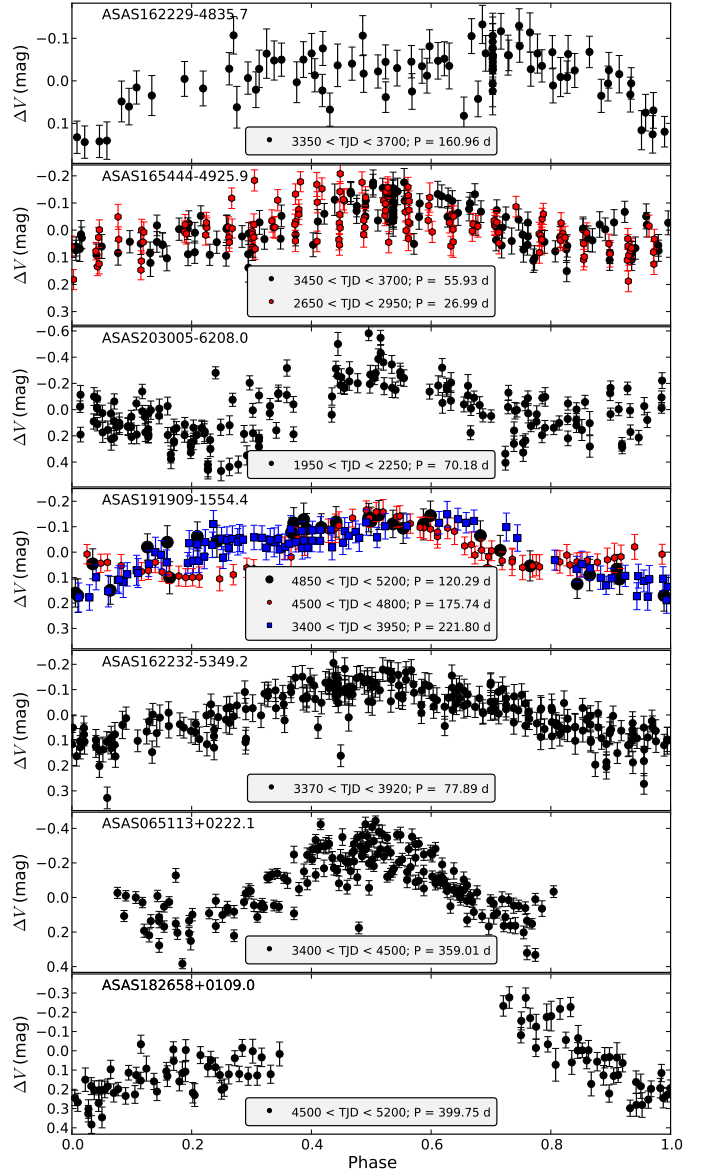 ASAS162229-4835.7
−0.1
0.0
0.1
ΔV (mag)
3350 < TJD < 3700; P = 160.96 d
ASAS165444-4925.9
−0.2
−0.1
0.0
0.1
0.2
0.3
ΔV (mag)
3450 < TJD < 3700; P = 55.93 d
2650 < TJD < 2950; P = 26.99 d
ASAS203005-6208.0
−0.6
−0.4
−0.2
0.0
0.2
0.4
ΔV (mag)
1950 < TJD < 2250; P = 70.18 d
ASAS191909-1554.4
−0.2
−0.1
0.0
0.1
0.2
0.3
ΔV (mag)
4850 < TJD < 5200; P = 120.29 d
4500 < TJD < 4800; P = 175.74 d
3400 < TJD < 3950; P = 221.80 d
ASAS162232-5349.2
−0.2
−0.1
0.0
0.1
0.2
0.3
ΔV (mag)
3370 < TJD < 3920; P = 77.89 d
ASAS065113+0222.1
−0.4
−0.2
0.0
0.2
0.4
ΔV (mag)
3400 < TJD < 4500; P = 359.01 d
ASAS182658+0109.0
−0.3
−0.2
−0.1
0.0
0.1
0.2
0.3
0.4
ΔV (mag)
4500 < TJD < 5200; P = 399.75 d
0.0 0.2 0.4 0.6 0.8 1.0
Phase